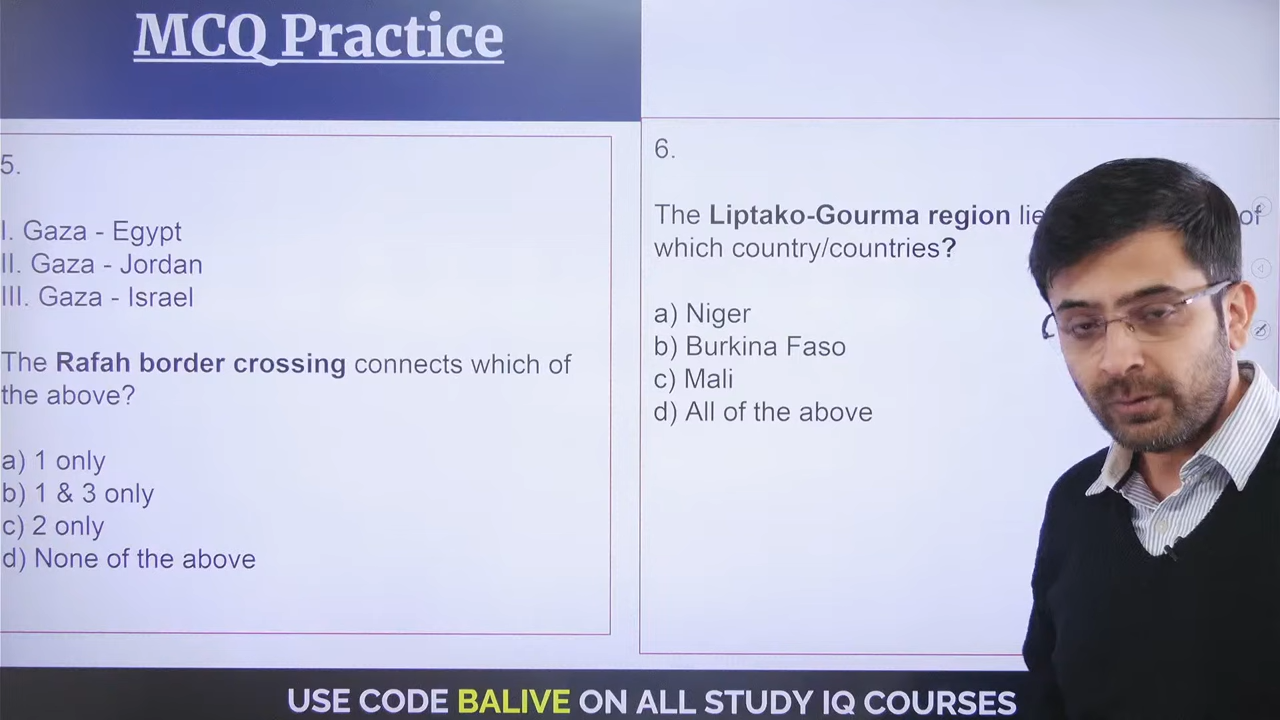 MCQ Practice
5.
I. Gaza - Egypt
II. Gaza - Jordan
III. Gaza - Israel
The Rafah border crossing connects which of
the above?
a) 1 only
b) 1 & 3 only
c) 2 only
d) None of the above
6.
The Liptako-Gourma region of
which country/countries?
a) Niger
b) Burkina Faso
c) Mali
d) All of the above
USE CODE BALIVE ON ALL STUDY IQ COURSES